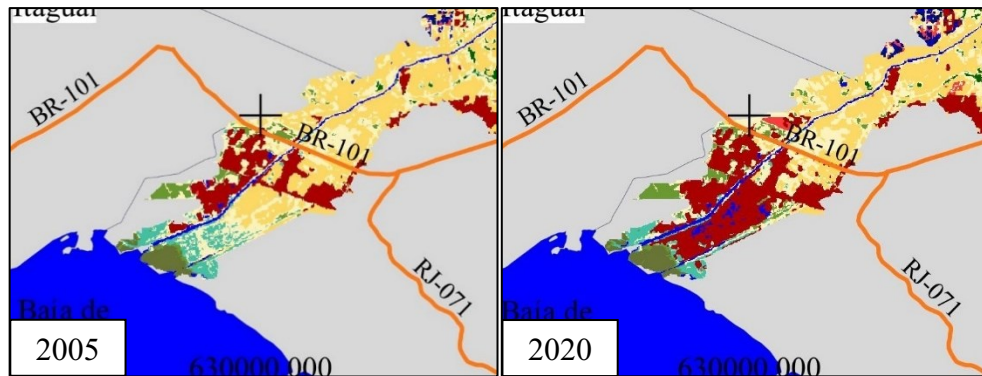 Itaguaí
BR-101
BR-101
RJ-071
Baía de
2005
630000,000
Itaguaí
BR-101
BR-101
RJ-071
Baía de
2020
630000,000